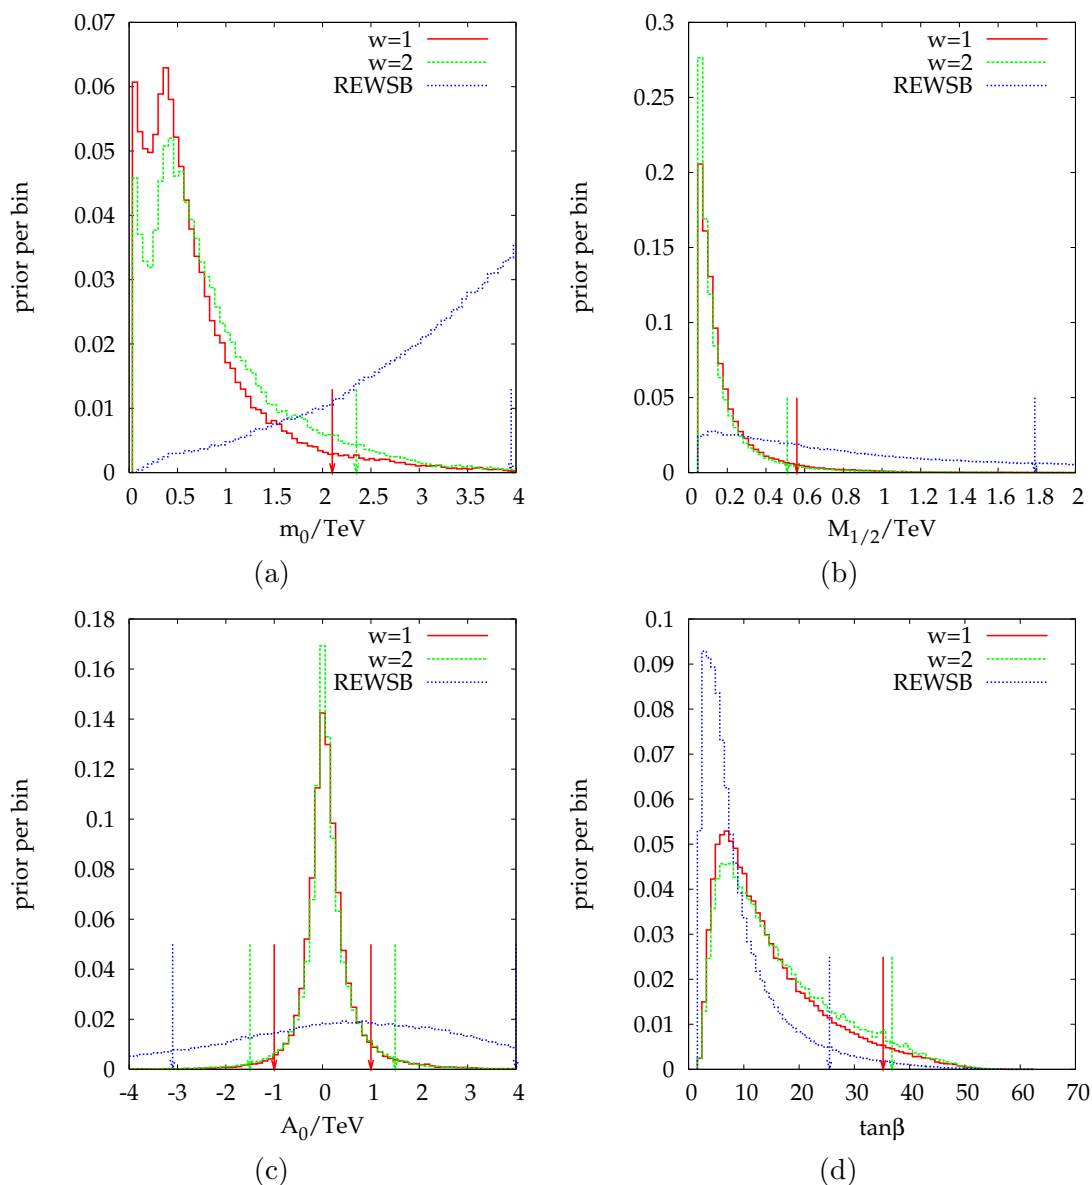 0.07
0.06
0.05
0.04
0.03
0.02
0.01
0
prior per bin
w=1
w=2
REWSB
0 0.5 1 1.5 2 2.5 3 3.5 4
m0/TeV
(a)
0.3
0.25
0.2
0.15
0.1
0.05
0
prior per bin
w=1
w=2
REWSB
0 0.2 0.4 0.6 0.8 1 1.2 1.4 1.6 1.8 2
M1/2/TeV
(b)
0.18
0.16
0.14
0.12
0.1
0.08
0.06
0.04
0.02
0
prior per bin
w=1
w=2
REWSB
-4 -3 -2 -1 0 1 2 3 4
A0/TeV
(c)
0.1
0.09
0.08
0.07
0.06
0.05
0.04
0.03
0.02
0.01
0
prior per bin
w=1
w=2
REWSB
0 10 20 30 40 50 60 70
tanβ
(d)